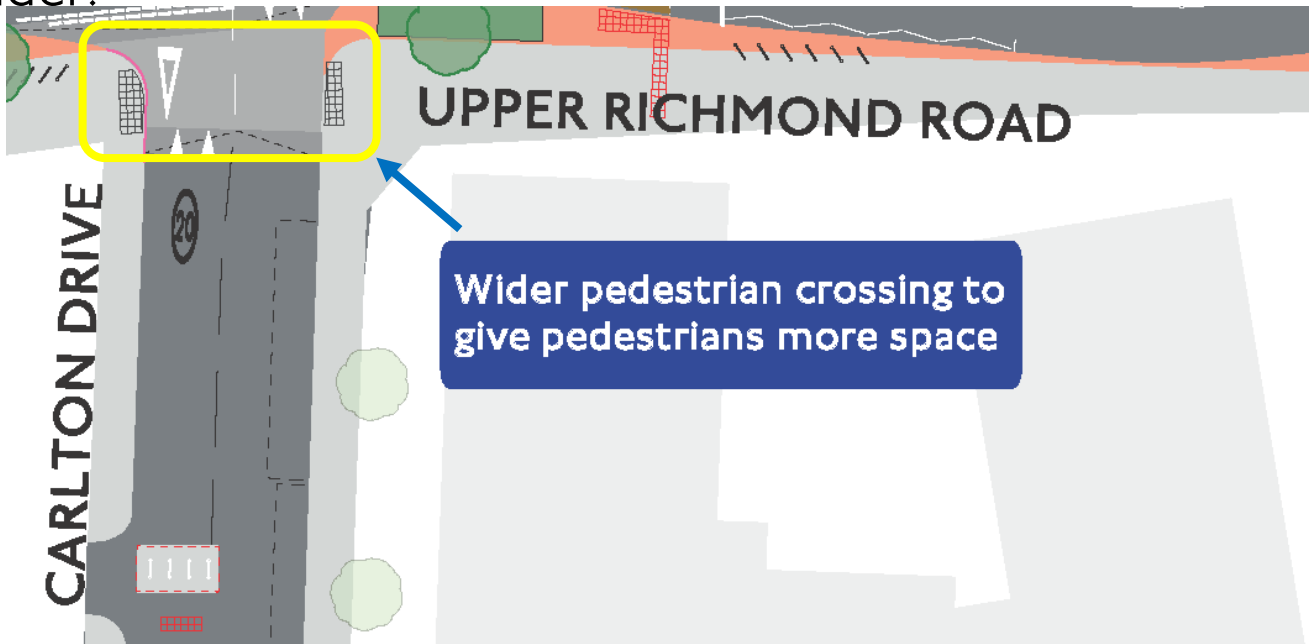 UPPER RICHMOND ROAD
CARLTON DRIVE
20
Wider pedestrian crossing to
give pedestrians more space